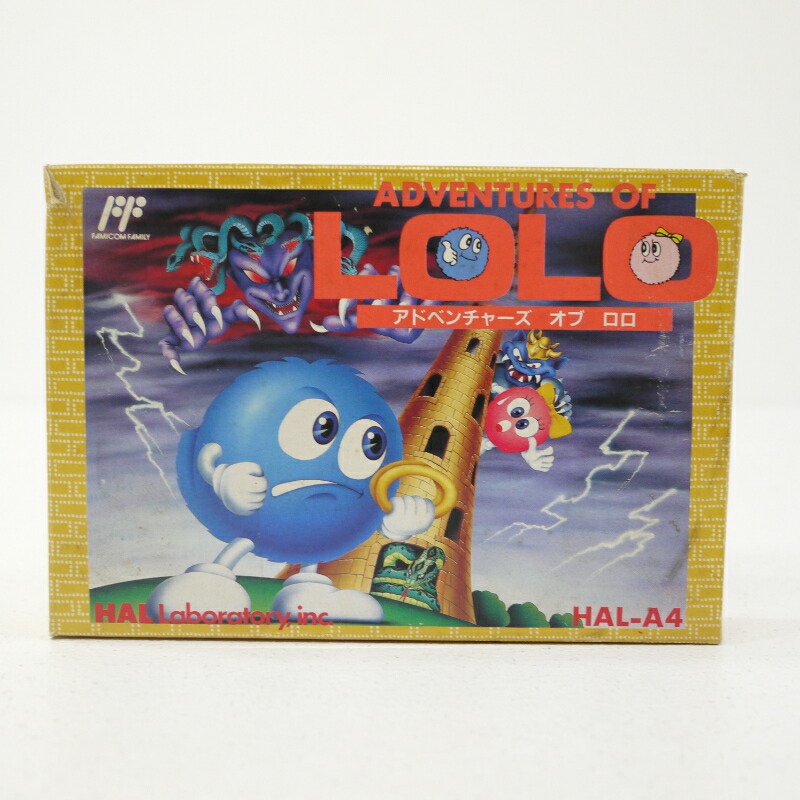 ADVENTURES OF
LOLO
アドベンチャーズ オブ ロロ
FAMICOM FAMILY
HAL Laboratory, inc.
HAL-A4